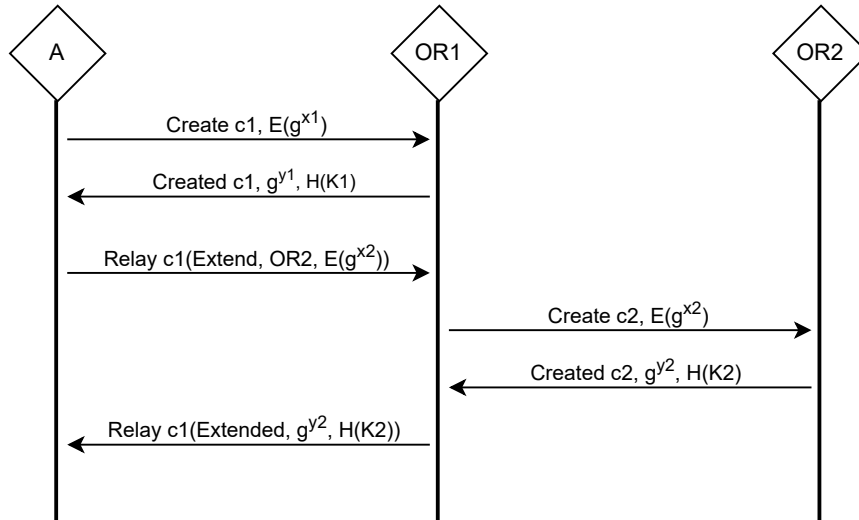 A OR1 OR2
Create c1, E(g^x1)
Created c1, g^y1, H(K1)
Relay c1(Extend, OR2, E(g^x2))
Create c2, E(g^x2)
Created c2, g^y2, H(K2)
Relay c1(Extended, g^y2, H(K2))